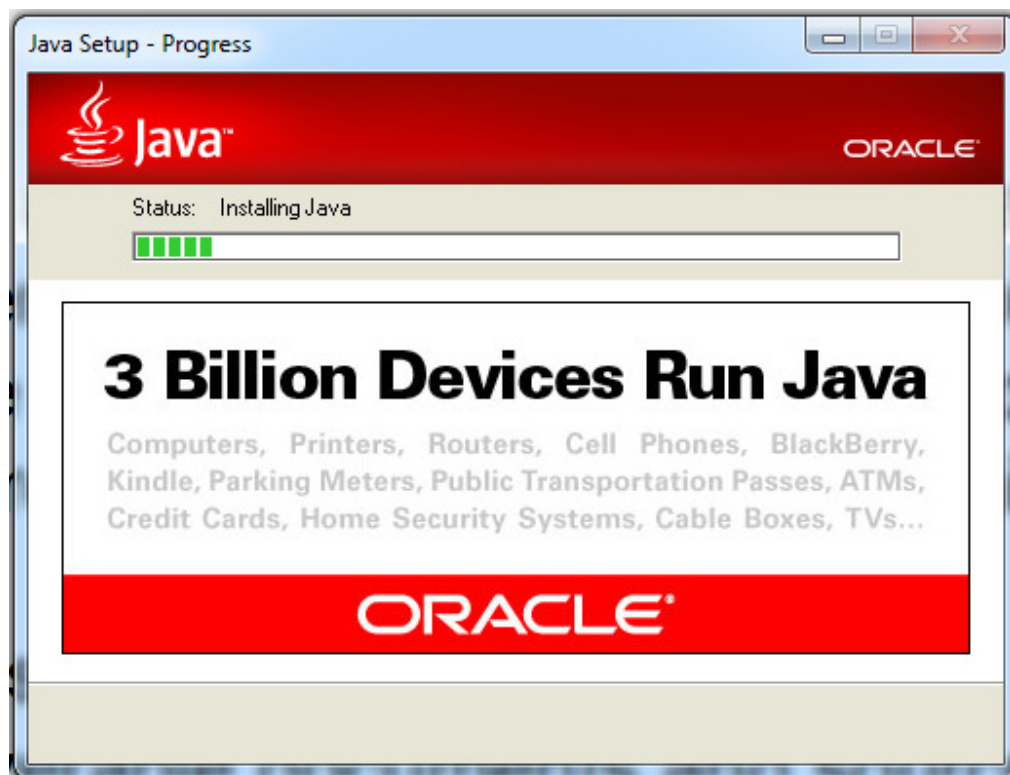 Java Setup - Progress
Java™
ORACLE®
Status: Installing Java
3 Billion Devices Run Java
Computers, Printers, Routers, Cell Phones, BlackBerry,
Kindle, Parking Meters, Public Transportation Passes, ATMs,
Credit Cards, Home Security Systems, Cable Boxes, TVs...
ORACLE®